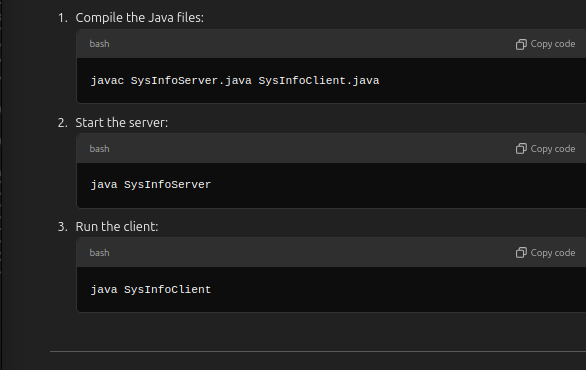 1. Compile the Java files:
bash
Copy code
javac SysInfoServer.java SysInfoClient.java
2. Start the server:
bash
Copy code
java SysInfoServer
3. Run the client:
bash
Copy code
java SysInfoClient